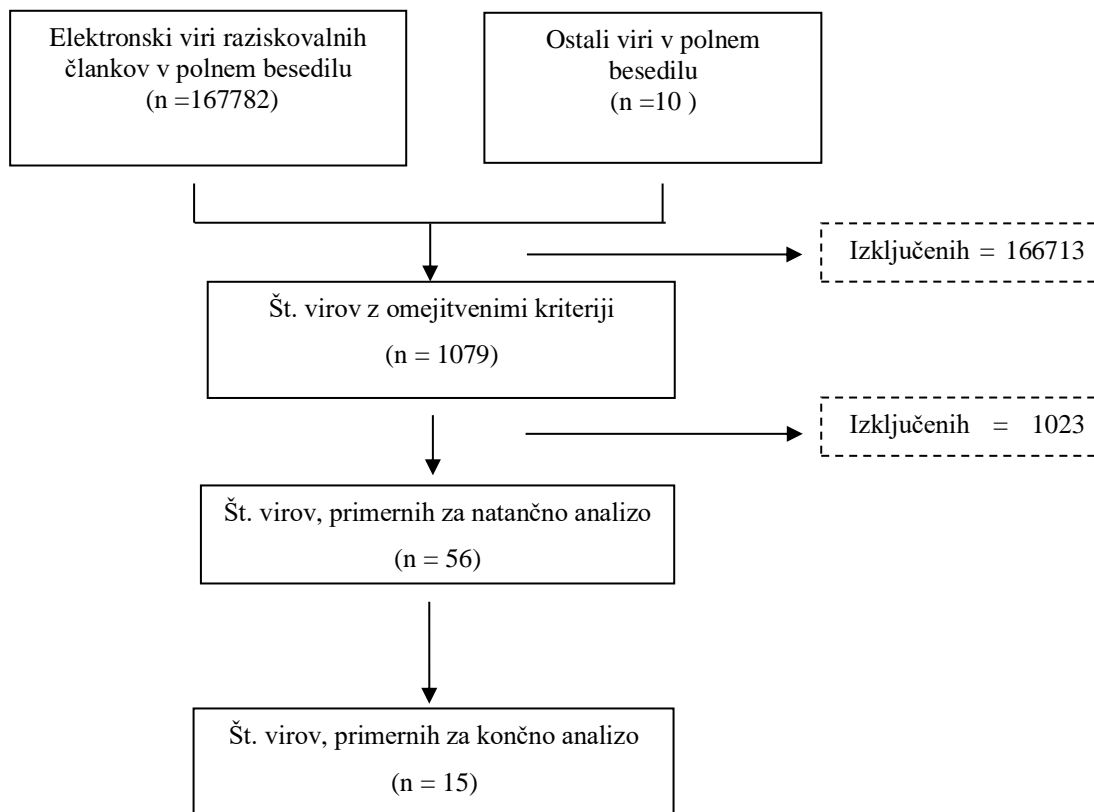 Elektronski viri raziskovalnih
člankov v polnem besedilu
(n =167782)
Ostali viri v polnem
besedilu
(n =10 )
Izključenih = 166713
Št. virov z omejitvenimi kriteriji
(n = 1079)
Izključenih = 1023
Št. virov, primernih za natančno analizo
(n = 56)
Št. virov, primernih za končno analizo
(n = 15)